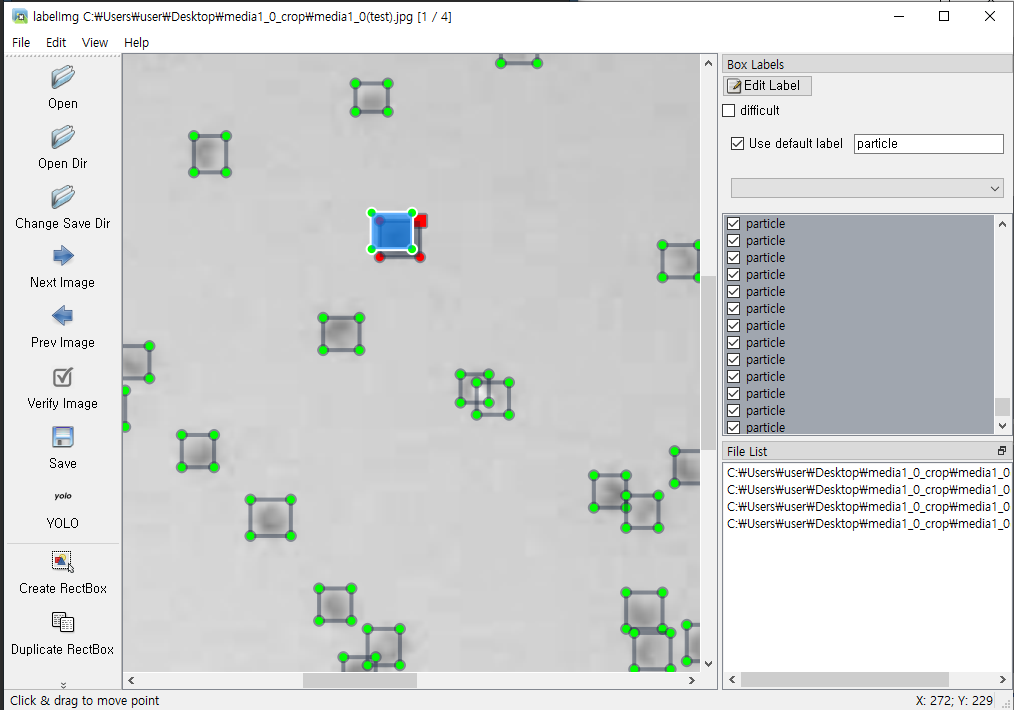 labelImg C:₩Users₩user₩Desktop₩media1_0_crop₩media1_0(test).jpg [1 / 4]
File Edit View Help
Open
Open Dir
Change Save Dir
Next Image
Prev Image
Verify Image
Save
yolo
YOLO
Create RectBox
Duplicate RectBox
Box Labels
Edit Label
difficult
Use default label particle
particle
particle
particle
particle
particle
particle
particle
particle
particle
particle
particle
particle
particle
File List
C:₩Users₩user₩Desktop₩media1_0_crop₩media1_0
C:₩Users₩user₩Desktop₩media1_0_crop₩media1_0
C:₩Users₩user₩Desktop₩media1_0_crop₩media1_0
C:₩Users₩user₩Desktop₩media1_0_crop₩media1_0
Click & drag to move point X: 272; Y: 229